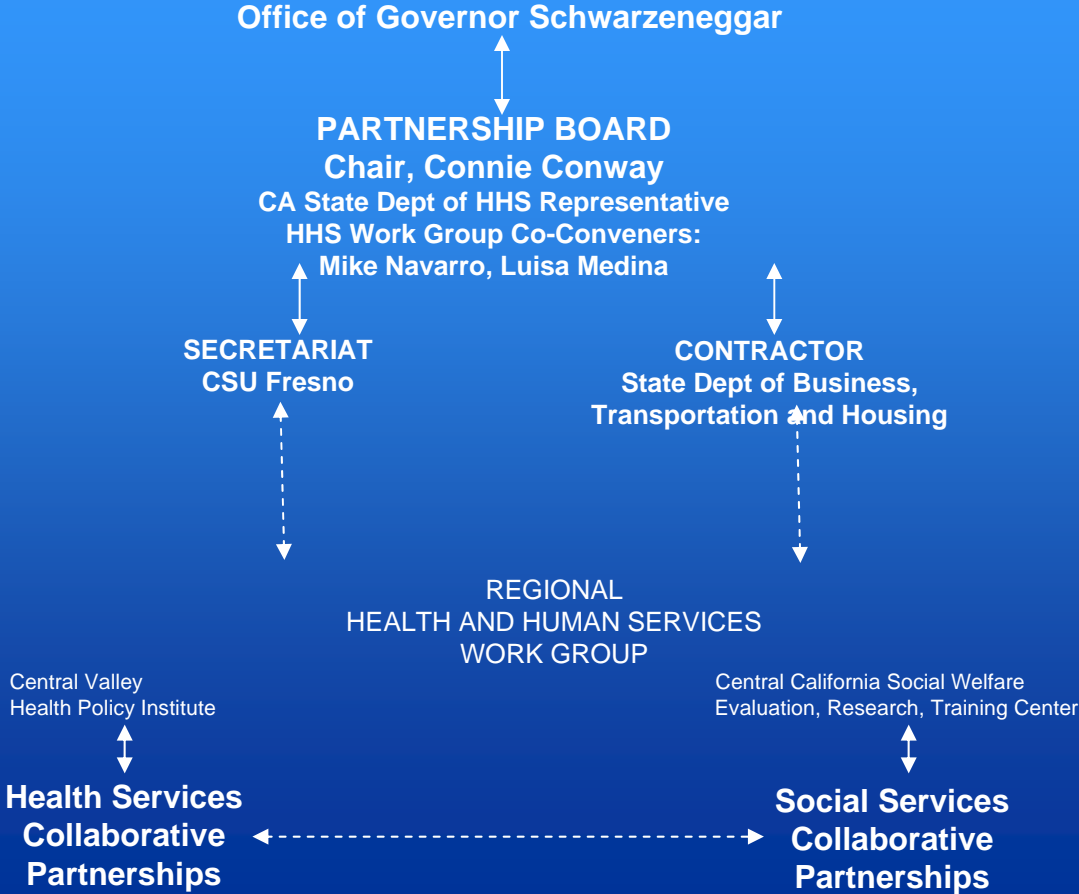 Office of Governor Schwarzeneggar
PARTNERSHIP BOARD
Chair, Connie Conway
CA State Dept of HHS Representative
HHS Work Group Co-Conveners:
Mike Navarro, Luisa Medina
SECRETARIAT
CSU Fresno
CONTRACTOR
State Dept of Business,
Transportation and Housing
REGIONAL
HEALTH AND HUMAN SERVICES
WORK GROUP
Central Valley
Health Policy Institute
Central California Social Welfare
Evaluation, Research, Training Center
Health Services
Collaborative
Partnerships
Social Services
Collaborative
Partnerships